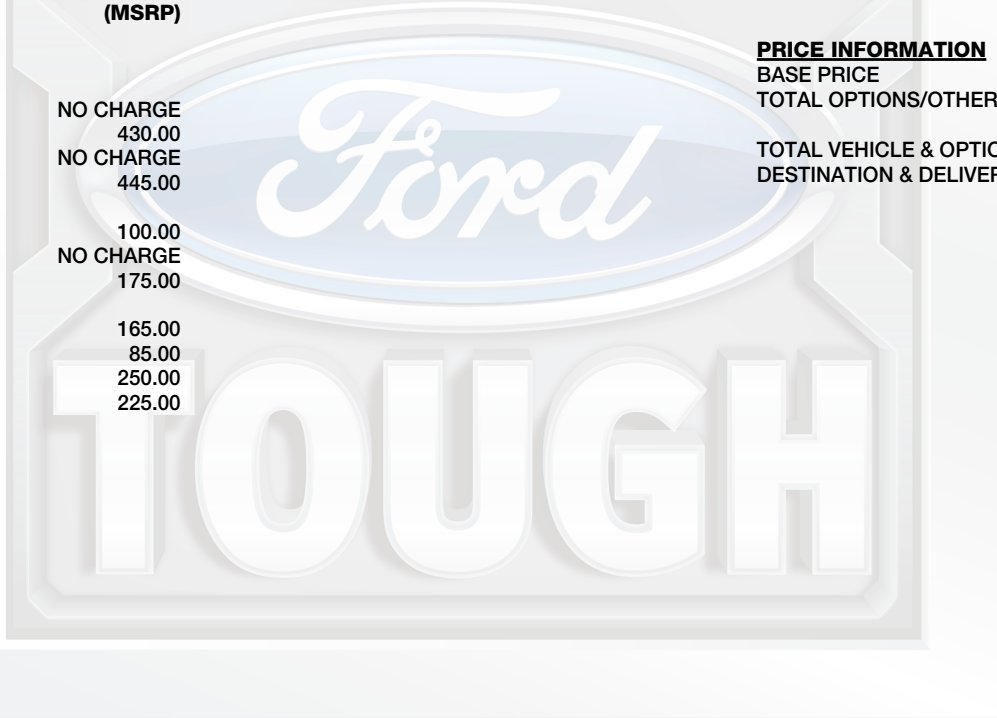 (MSRP)
NO CHARGE
430.00
NO CHARGE
445.00
100.00
NO CHARGE
175.00
165.00
85.00
250.00
225.00
PRICE INFORMATION
BASE PRICE
TOTAL OPTIONS/OTHER
TOTAL VEHICLE & OPTIO
DESTINATION & DELIVER
Ford
TOUGH